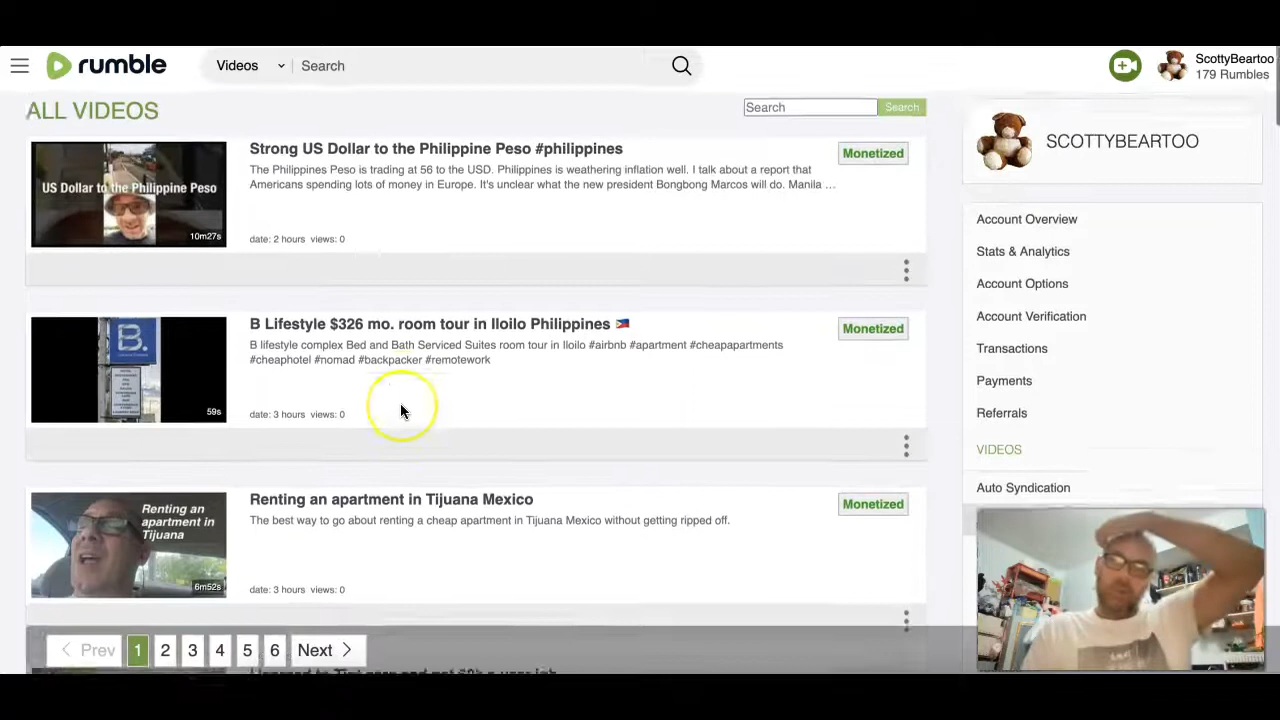 rumble
Videos
Search
ScottyBeartoo
179 Rumbles
ALL VIDEOS
Search
Search
SCOTTYBEARTOO
Strong US Dollar to the Philippine Peso #philippines
Monetized
The Philippines Peso is trading at 56 to the USD. Philippines is weathering inflation well. I talk about a report that
Americans spending lots of money in Europe. It's unclear what the new president Bongbong Marcos will do. Manila ...
US Dollar to the Philippine Peso
10m27s
date: 2 hours views: 0
B Lifestyle $326 mo. room tour in Iloilo Philippines 🇵🇭
Monetized
B lifestyle complex Bed and Bath Serviced Suites room tour in Iloilo #airbnb #apartment #cheapapartments
#cheaphotel #nomad #backpacker #remotework
B.
59s
date: 3 hours views: 0
Renting an apartment in Tijuana Mexico
Monetized
The best way to go about renting a cheap apartment in Tijuana Mexico without getting ripped off.
Renting an
apartment in
Tijuana
6m52s
date: 3 hours views: 0
Account Overview
Stats & Analytics
Account Options
Account Verification
Transactions
Payments
Referrals
VIDEOS
Auto Syndication
Prev 1 2 3 4 5 6 Next